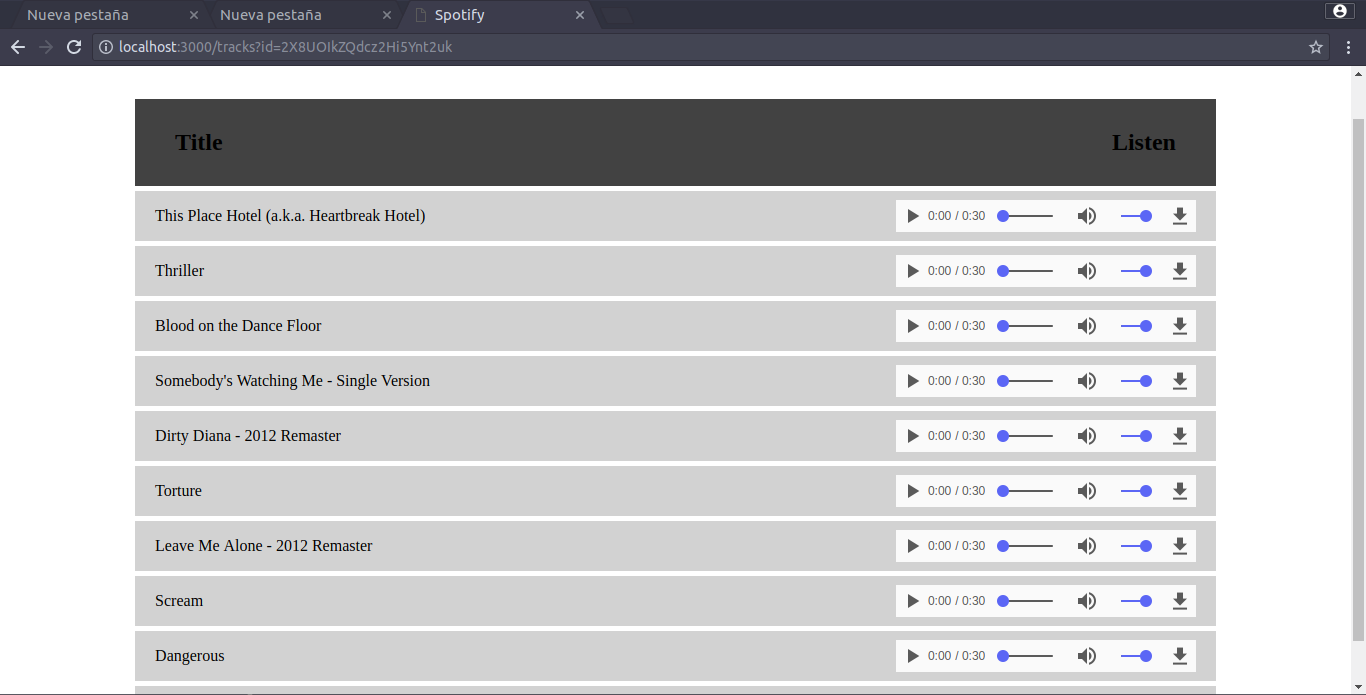 Nueva pestaña Nueva pestaña Spotify
localhost:3000/tracks?id=2X8UOIkZQdcz2Hi5Ynt2uk
Title Listen
This Place Hotel (a.k.a. Heartbreak Hotel) 0:00 / 0:30
Thriller 0:00 / 0:30
Blood on the Dance Floor 0:00 / 0:30
Somebody's Watching Me - Single Version 0:00 / 0:30
Dirty Diana - 2012 Remaster 0:00 / 0:30
Torture 0:00 / 0:30
Leave Me Alone - 2012 Remaster 0:00 / 0:30
Scream 0:00 / 0:30
Dangerous 0:00 / 0:30